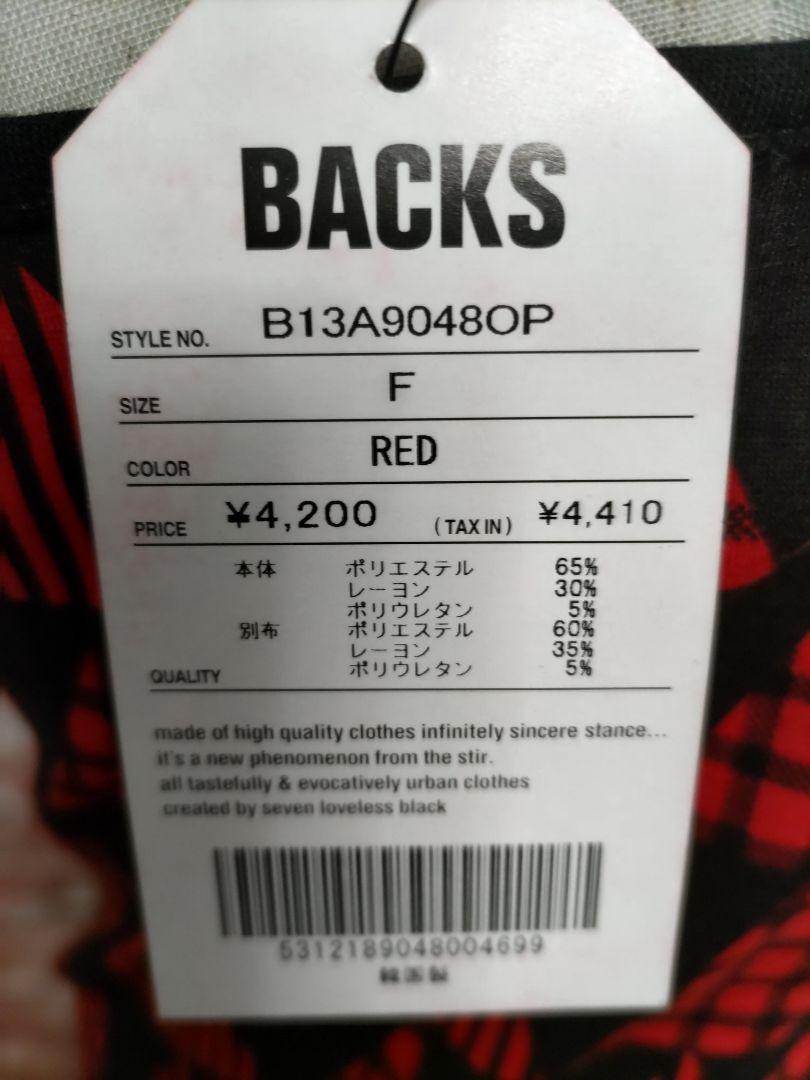 BACKS
STYLE NO. B13A9048OP
SIZE F
COLOR RED
PRICE ¥4,200 (TAX IN) ¥4,410
本体 ポリエステル 65%
レーヨン 30%
ポリウレタン 5%
別布 ポリエステル 60%
レーヨン 35%
ポリウレタン 5%
QUALITY
made of high quality clothes infinitely sincere stance...
it's a new phenomenon from the stir.
all tastefully & evocatively urban clothes
created by seven loveless black
5312189048004699
韓国製